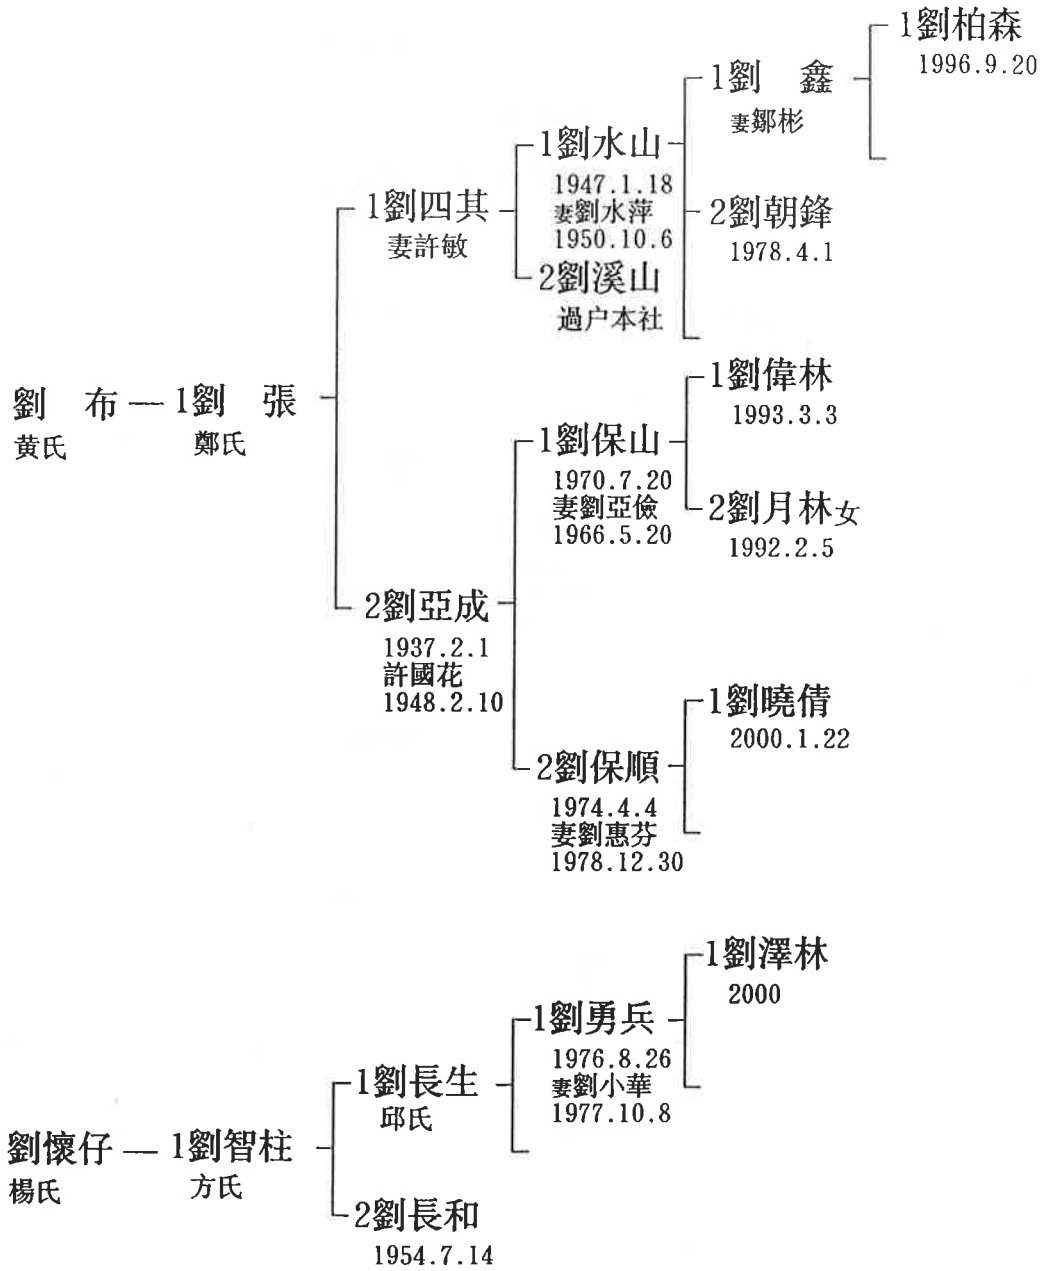 1劉柏森
1996.9.20
1劉　鑫
妻鄒彬
1劉水山
1947.1.18
妻劉水萍
1950.10.6
1劉四其
妻許敏
2劉朝鋒
1978.4.1
2劉溪山
過户本社
劉　布 — 1劉　張
黄氏
鄭氏
1劉偉林
1993.3.3
1劉保山
1970.7.20
妻劉亞儉
1966.5.20
2劉月林女
1992.2.5
2劉亞成
1937.2.1
許國花
1948.2.10
1劉曉倩
2000.1.22
2劉保順
1974.4.4
妻劉惠芬
1978.12.30
1劉澤林
2000
1劉勇兵
1976.8.26
妻劉小華
1977.10.8
1劉長生
邱氏
劉懷仔 — 1劉智柱
楊氏
方氏
2劉長和
1954.7.14